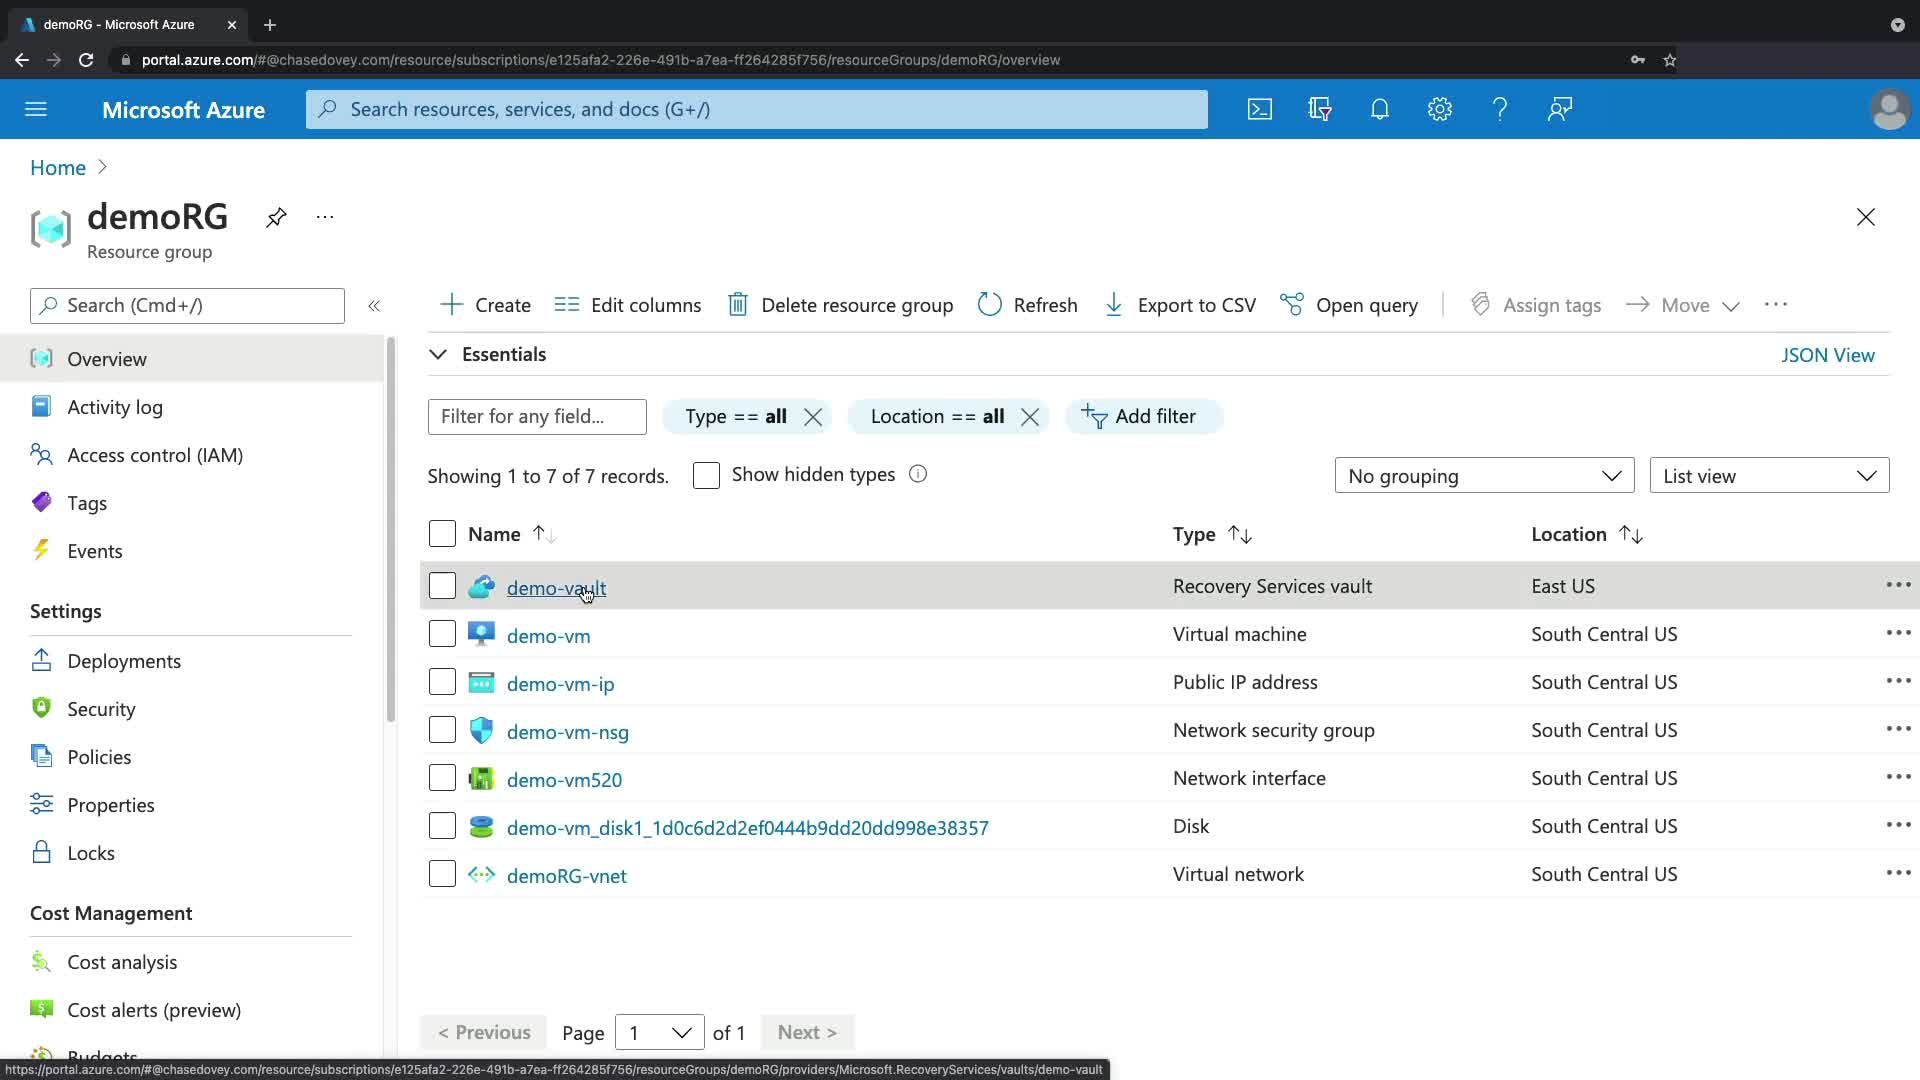 demoRG - Microsoft Azure
portal.azure.com/#@chasedovey.com/resource/subscriptions/e125afa2-226e-491b-a7ea-ff264285f756/resourceGroups/demoRG/overview
Microsoft Azure
Search resources, services, and docs (G+/)
Home
demoRG
Resource group
Search (Cmd+/)
Create
Edit columns
Delete resource group
Refresh
Export to CSV
Open query
Assign tags
Move
Overview
Activity log
Access control (IAM)
Tags
Events
Settings
Deployments
Security
Policies
Properties
Locks
Cost Management
Cost analysis
Cost alerts (preview)
Budgets
Essentials
JSON View
Filter for any field...
Type == all
Location == all
Add filter
Showing 1 to 7 of 7 records.
Show hidden types
No grouping
List view
Name Type Location
demo-vault Recovery Services vault East US
demo-vm Virtual machine South Central US
demo-vm-ip Public IP address South Central US
demo-vm-nsg Network security group South Central US
demo-vm520 Network interface South Central US
demo-vm_disk1_1d0c6d2d2ef0444b9dd20dd998e38357 Disk South Central US
demoRG-vnet Virtual network South Central US
< Previous Page 1 of 1 Next >
https://portal.azure.com/#@chasedovey.com/resource/subscriptions/e125afa2-226e-491b-a7ea-ff264285f756/resourceGroups/demoRG/providers/Microsoft.RecoveryServices/vaults/demo-vault